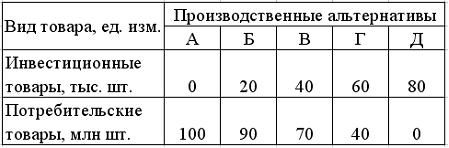 Вид товара, ед. изм. Производственные альтернативы
А Б В Г Д
Инвестиционные
товары, тыс. шт. 0 20 40 60 80
Потребительские
товары, млн шт. 100 90 70 40 0